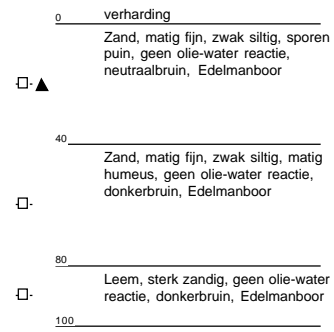 0 verharding
Zand, matig fijn, zwak siltig, sporen
puin, geen olie-water reactie,
neutraalbruin, Edelmanboor
40
Zand, matig fijn, zwak siltig, matig
humeus, geen olie-water reactie,
donkerbruin, Edelmanboor
80
Leem, sterk zandig, geen olie-water
reactie, donkerbruin, Edelmanboor
100